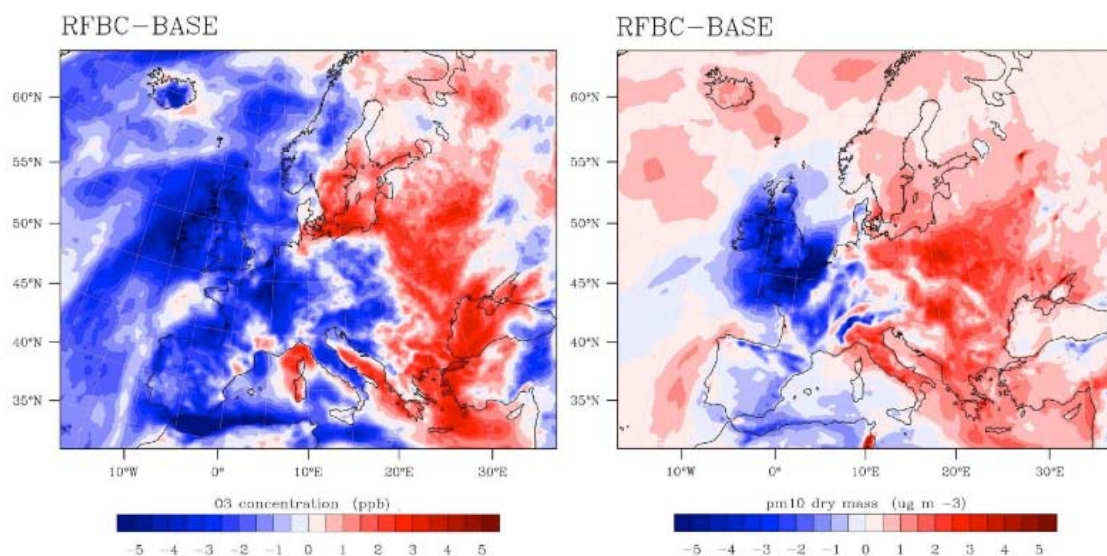 RFBC-BASE
60°N
55°N
50°N
45°N
40°N
35°N
10°W 0° 10°E 20°E 30°E
O3 concentration (ppb)
-5 -4 -3 -2 -1 0 1 2 3 4 5
RFBC-BASE
60°N
55°N
50°N
45°N
40°N
35°N
10°W 0° 10°E 20°E 30°E
pm10 dry mass (ug m -3)
-5 -4 -3 -2 -1 0 1 2 3 4 5